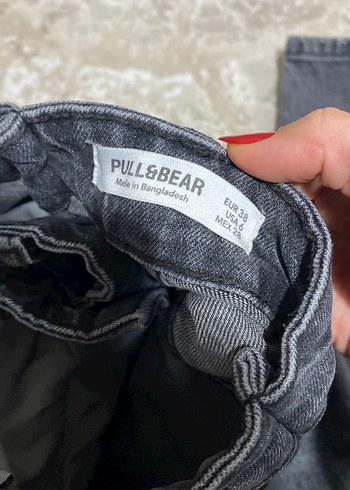 PULL&BEAR
Made in Bangladesh
EUR 38
USA 6
MEX 28